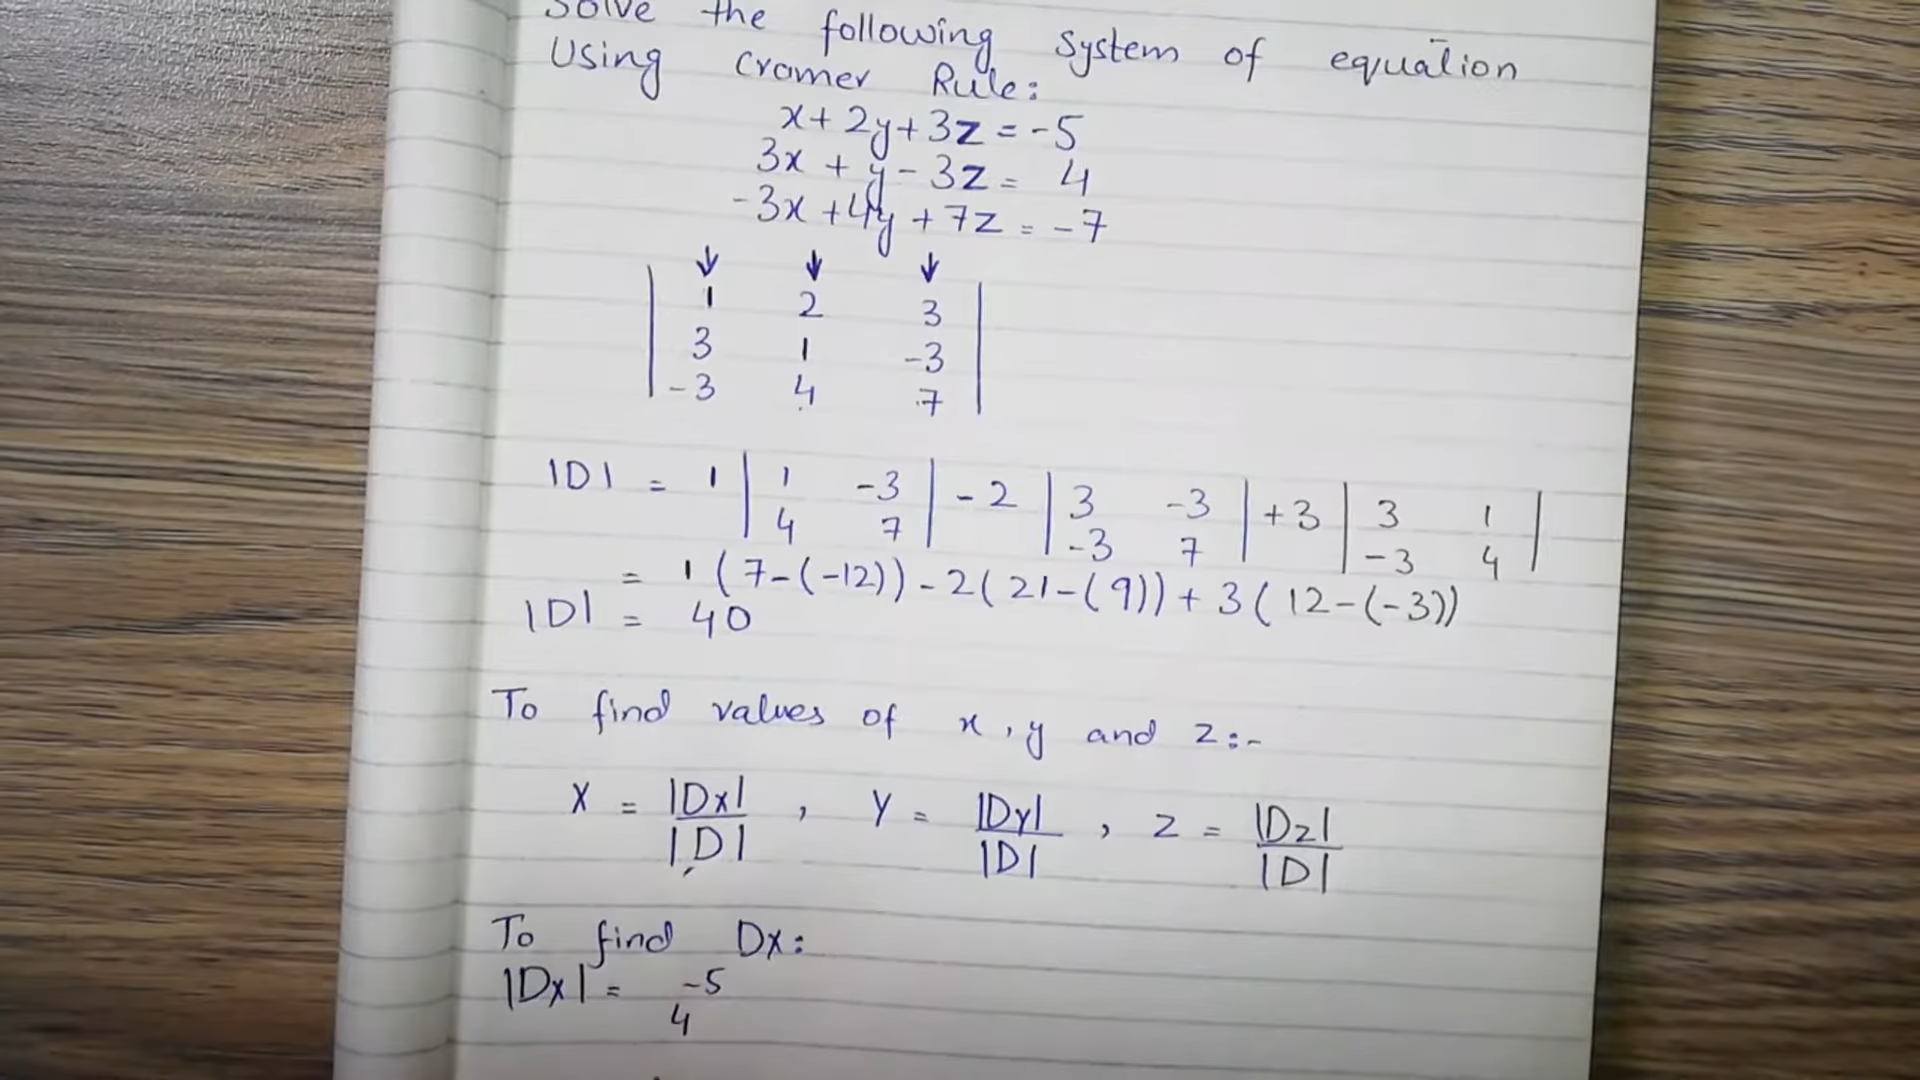 Solve the following system of equation
Using Cramer Rule:
x + 2y + 3z = -5
3x + y - 3z = 4
-3x + 4y + 7z = -7
↓ ↓ ↓
| 1 2 3 |
| 3 1 -3 |
| -3 4 7 |
|D| = 1 | 1 -3 | - 2 | 3 -3 | + 3 | 3 1 |
| 4 7 | | -3 7 | | -3 4 |
= 1 (7-(-12)) - 2(21-(9)) + 3(12-(-3))
|D| = 40
To find values of x, y and z:-
X = |Dx| , Y = |Dy| , Z = |Dz|
|D| |D| |D|
To find Dx:
|Dx| = -5
4